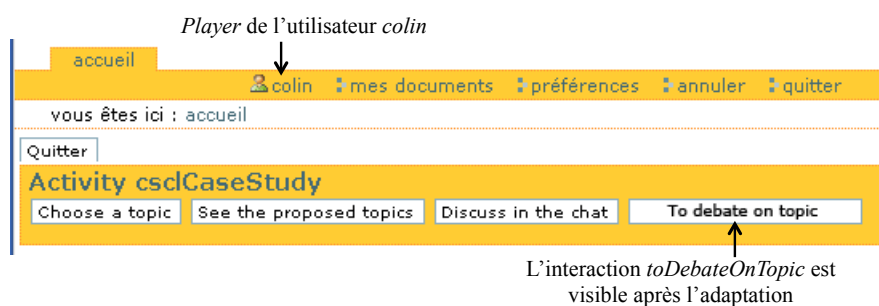 Player de l’utilisateur colin
accueil
colin mes documents préférences annuler quitter
vous êtes ici : accueil
Quitter
Activity csclCaseStudy
Choose a topic See the proposed topics Discuss in the chat To debate on topic
L’interaction toDebateOnTopic est
visible après l’adaptation